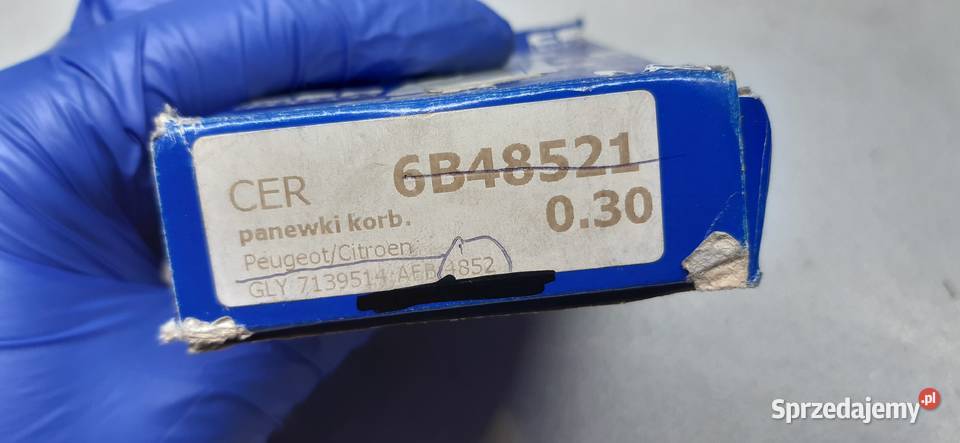 CER 6B48521
panewki korb. 0.30
Peugeot/Citroen
GLY 7139514;AEB 4852
Sprzedajemy.pl